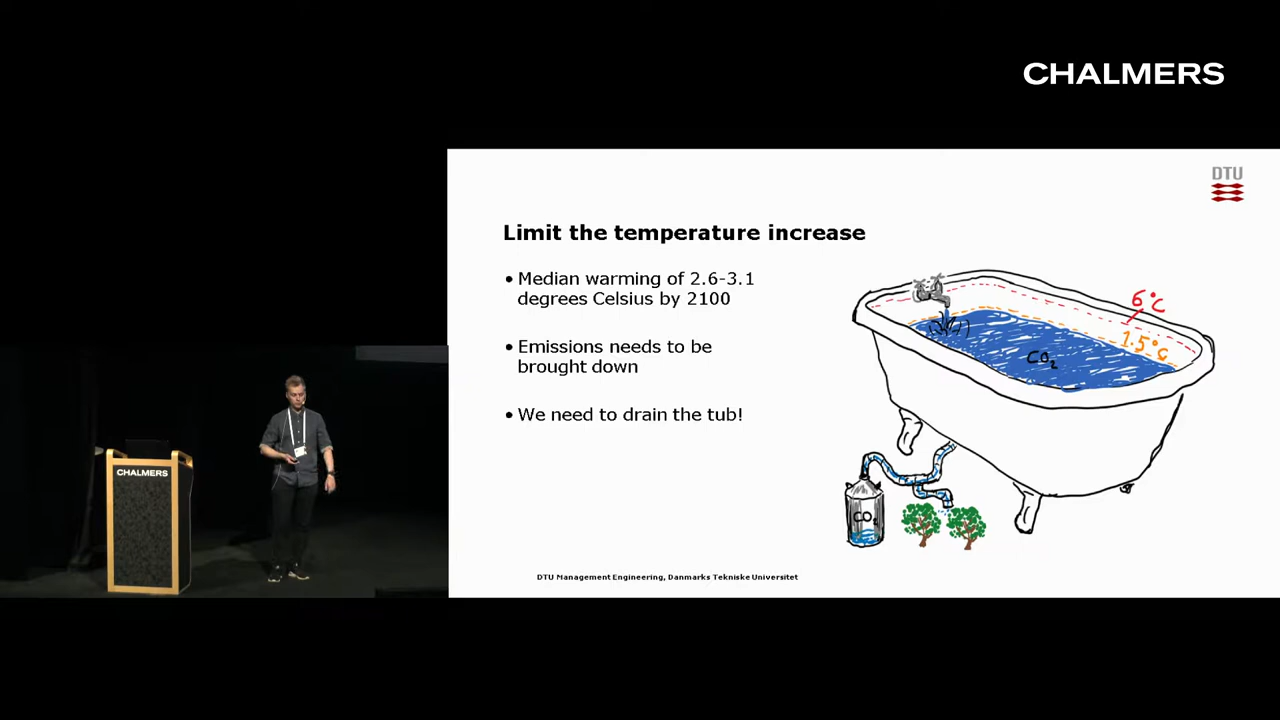 CHALMERS
DTU
Limit the temperature increase
• Median warming of 2.6-3.1
degrees Celsius by 2100
• Emissions needs to be
brought down
• We need to drain the tub!
6°C
1.5°C
CO₂
CO₂
CHALMERS
DTU Management Engineering, Danmarks Tekniske Universitet